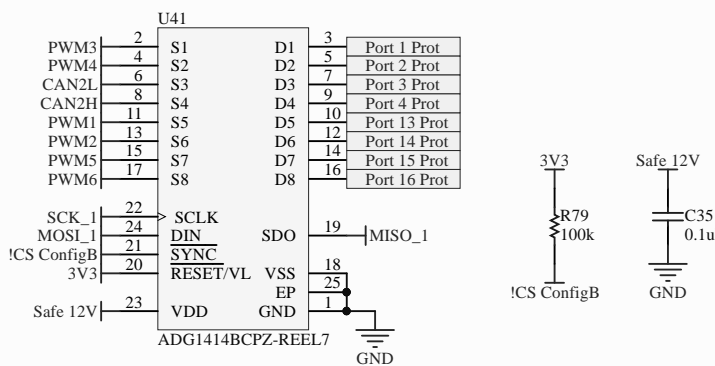 U41
PWM3 2 S1 D1 3 Port 1 Prot
PWM4 4 S2 D2 5 Port 2 Prot
CAN2L 6 S3 D3 7 Port 3 Prot
CAN2H 8 S4 D4 9 Port 4 Prot
PWM1 11 S5 D5 10 Port 13 Prot
PWM2 13 S6 D6 12 Port 14 Prot
PWM5 15 S7 D7 14 Port 15 Prot
PWM6 17 S8 D8 16 Port 16 Prot
SCK_1 22 SCLK
MOSI_1 24 DIN SDO 19 MISO_1
!CS ConfigB 21 SYNC
3V3 20 RESET/VL VSS 18
EP 25
Safe 12V 23 VDD GND 1
ADG1414BCPZ-REEL7
GND
3V3
R79
100k
!CS ConfigB
Safe 12V
C35
0.1u
GND